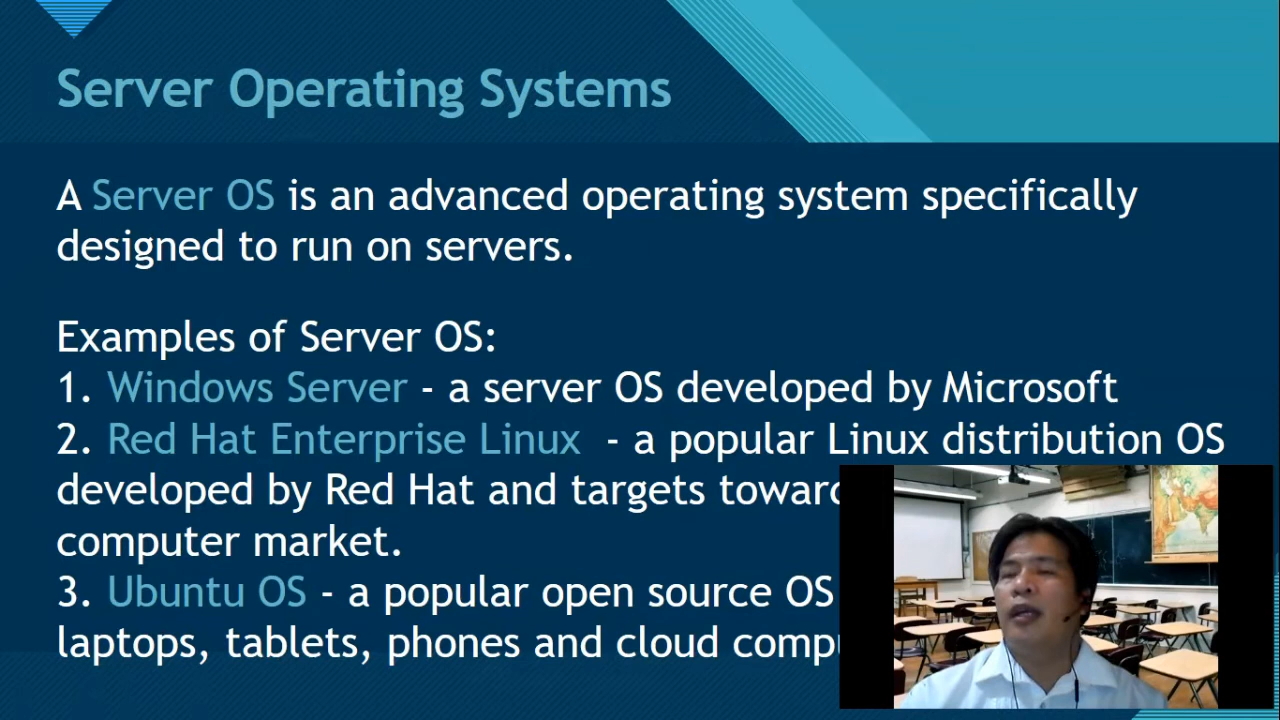 Server Operating Systems
A Server OS is an advanced operating system specifically
designed to run on servers.
Examples of Server OS:
1. Windows Server - a server OS developed by Microsoft
2. Red Hat Enterprise Linux - a popular Linux distribution OS
developed by Red Hat and targets
computer market.
3. Ubuntu OS - a popular open source OS
laptops, tablets, phones and cloud